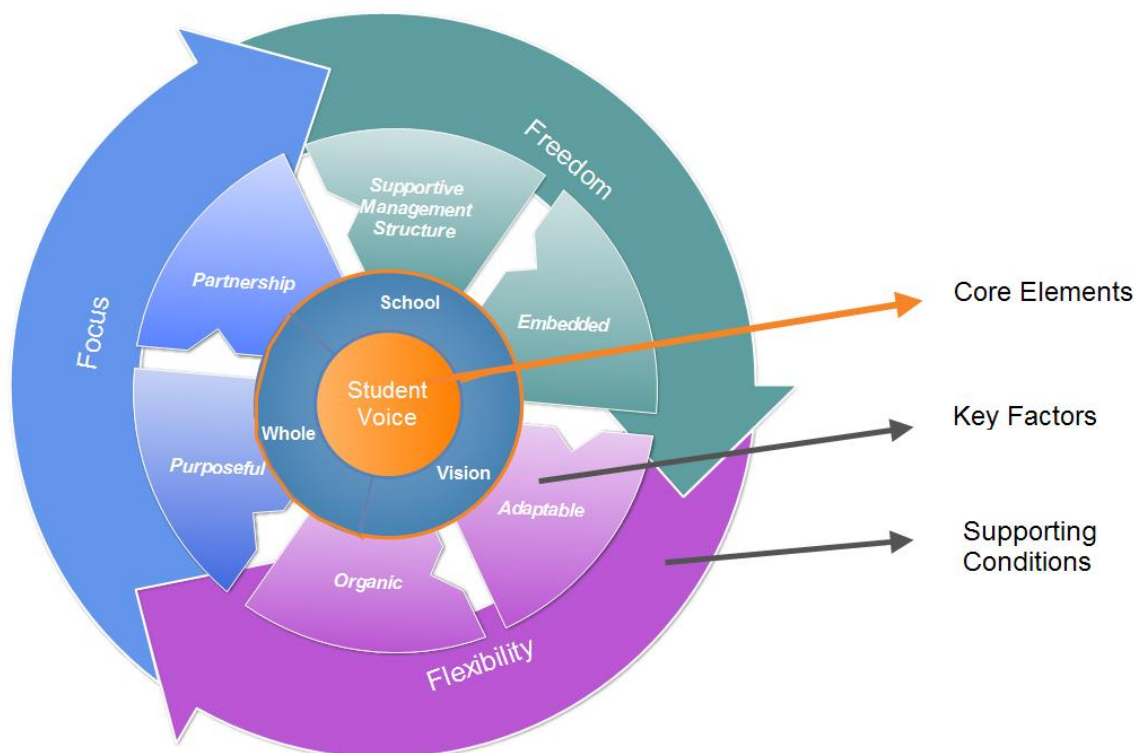 Freedom
Supportive
Management
Structure
Partnership
School
Core Elements
Embedded
Focus
Student
Voice
Key Factors
Whole
Purposeful
Vision
Adaptable
Supporting
Conditions
Organic
Flexibility